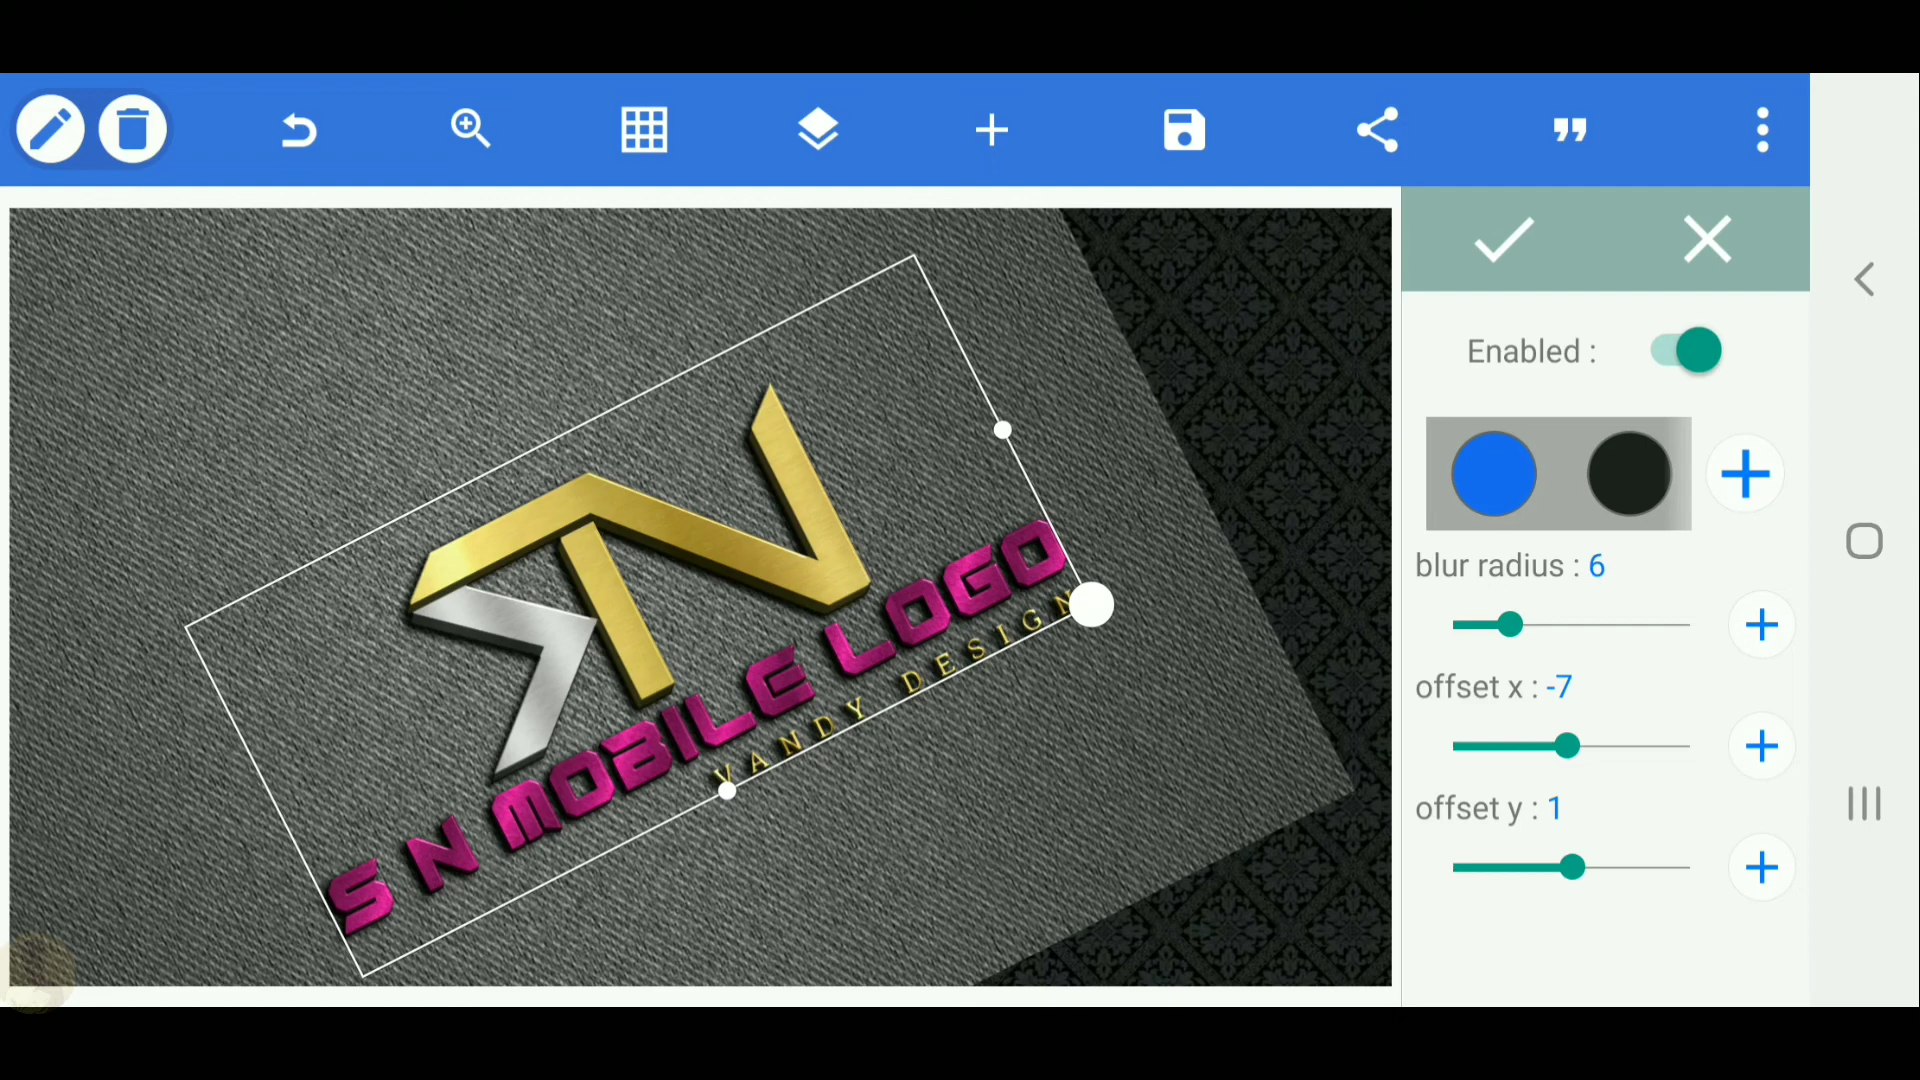 Enabled :
blur radius : 6
offset x : -7
offset y : 1
S N MOBILE LOGO
VANDY DESIGN